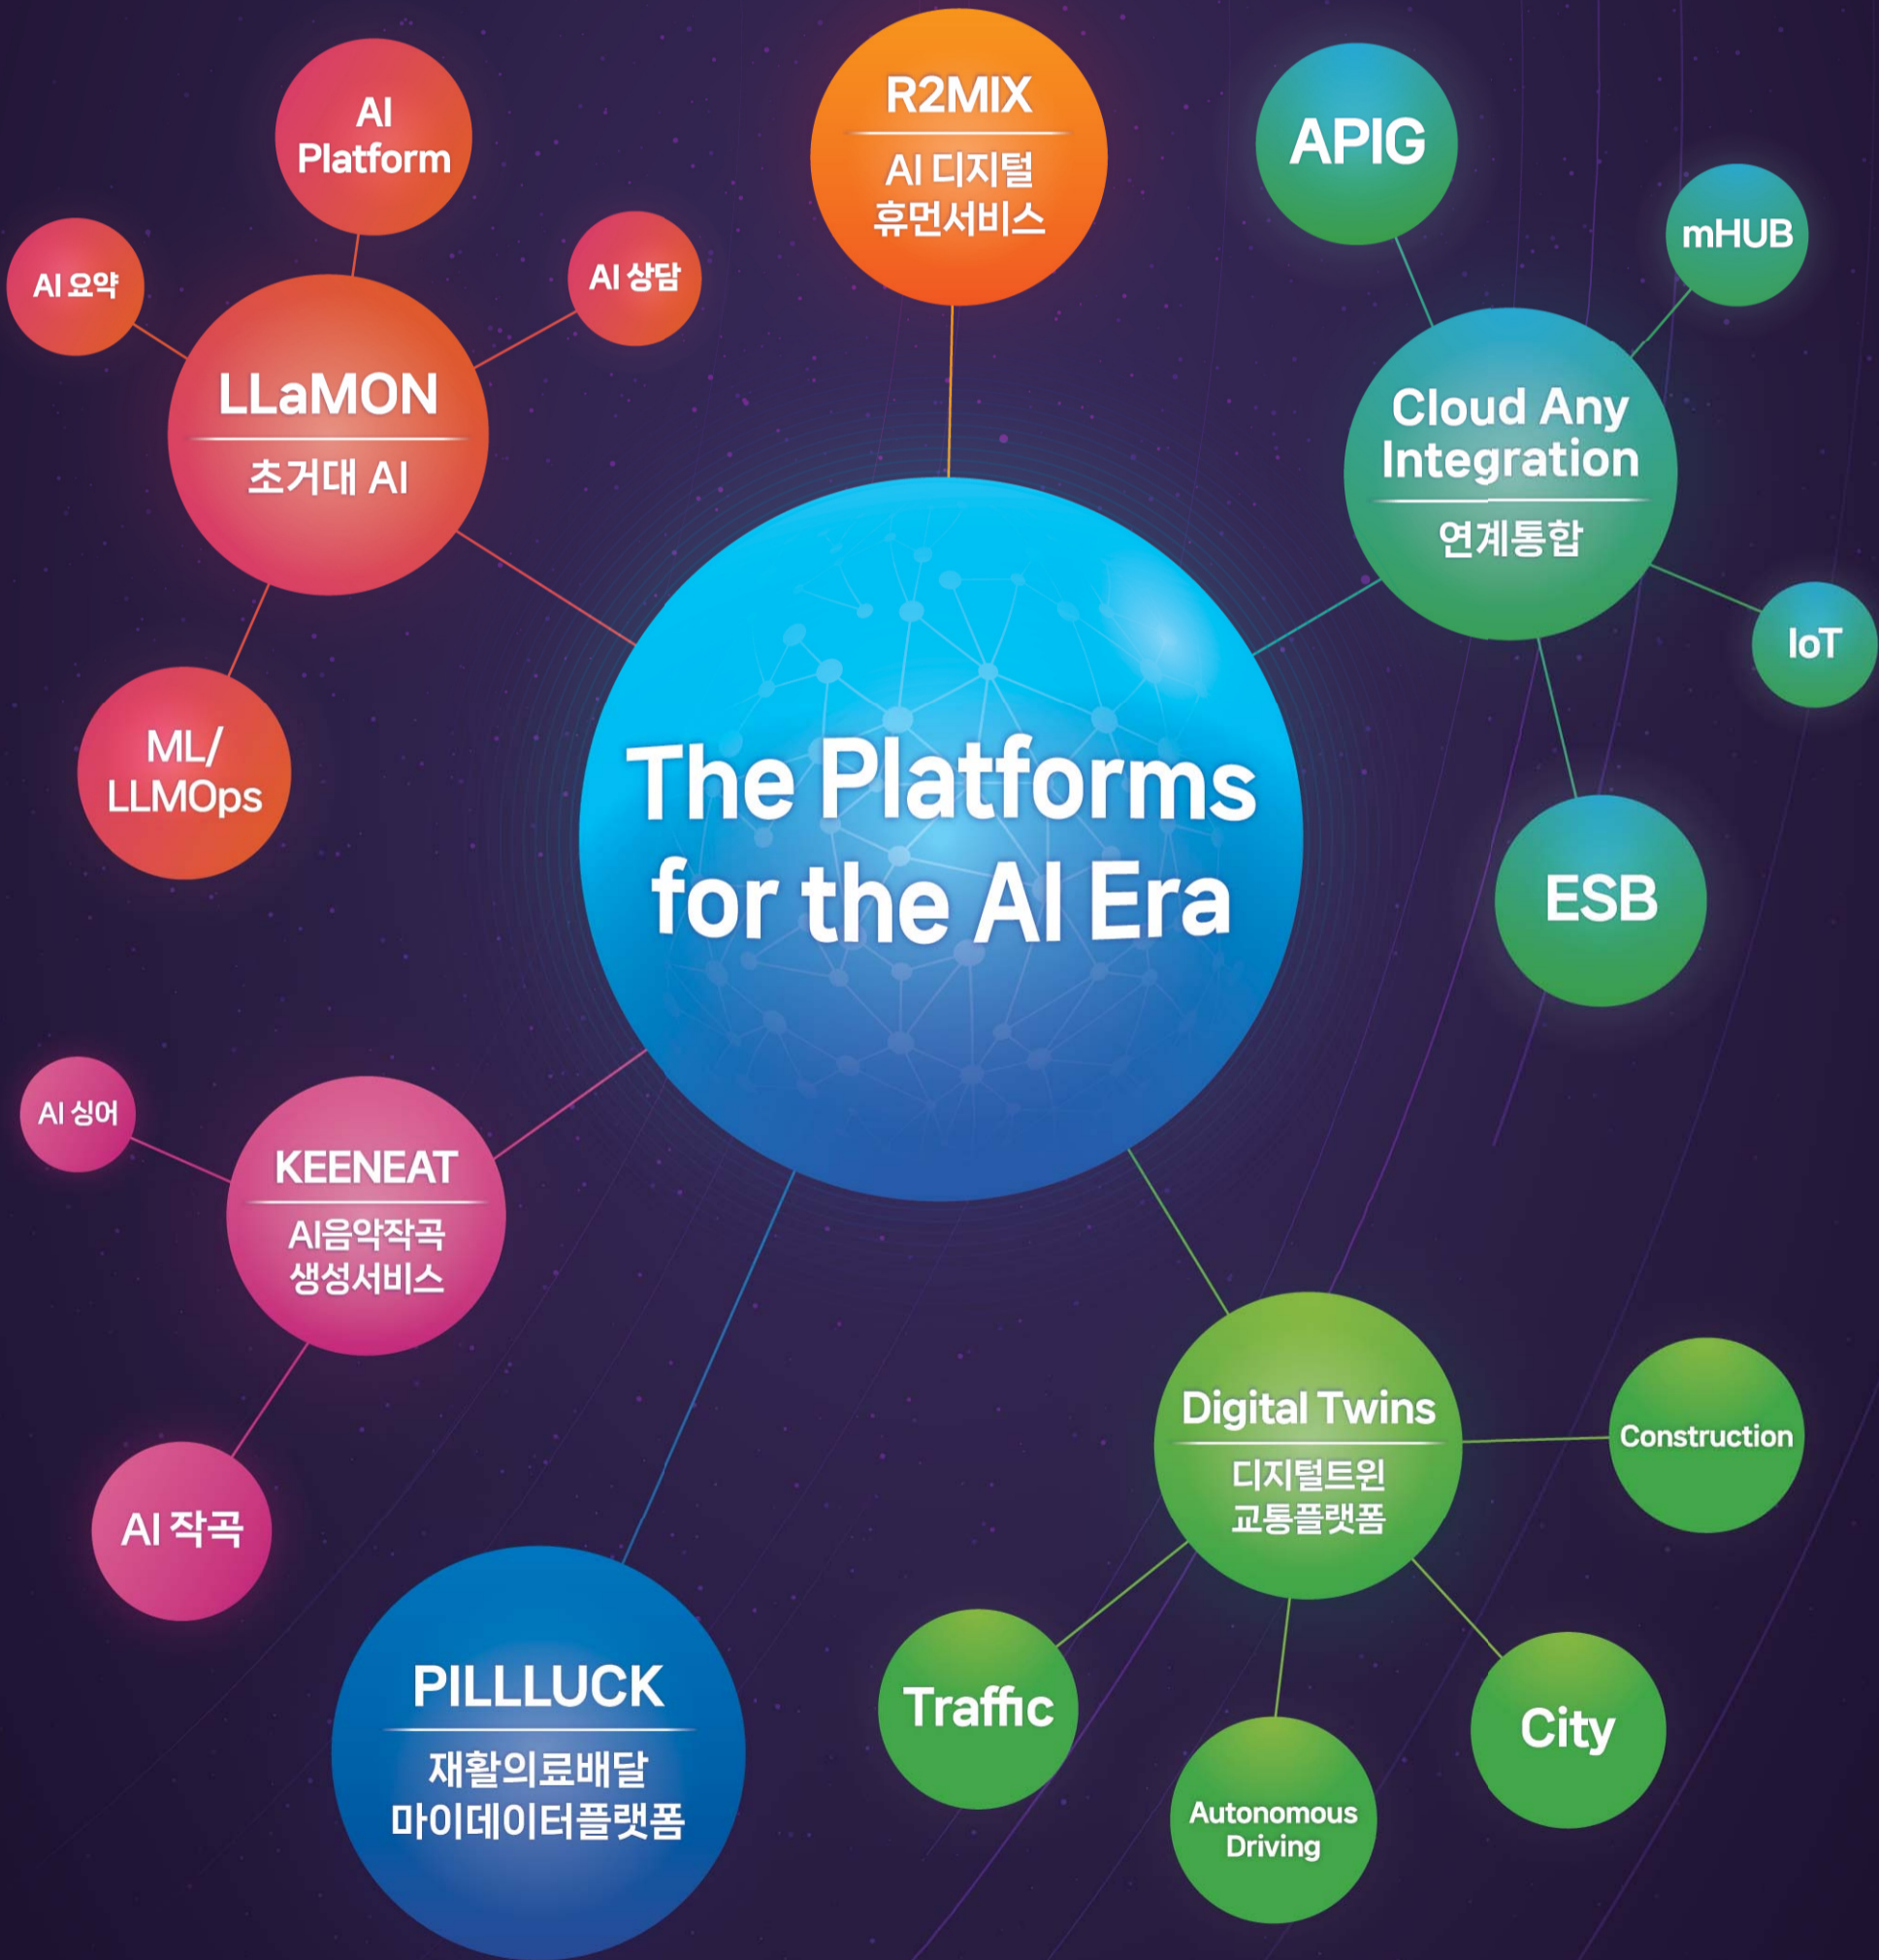 AI
Platform
AI 요약
AI 상담
LLaMON
초거대 AI
ML/
LLMOps
R2MIX
AI 디지털
휴먼서비스
APIG
mHUB
Cloud Any
Integration
연계통합
IoT
ESB
The Platforms
for the AI Era
AI 싱어
KEENEAT
AI음악작곡
생성서비스
AI 작곡
PILLLUCK
재활의료배달
마이데이터플랫폼
Digital Twins
디지털트윈
교통플랫폼
Construction
Traffic
Autonomous
Driving
City